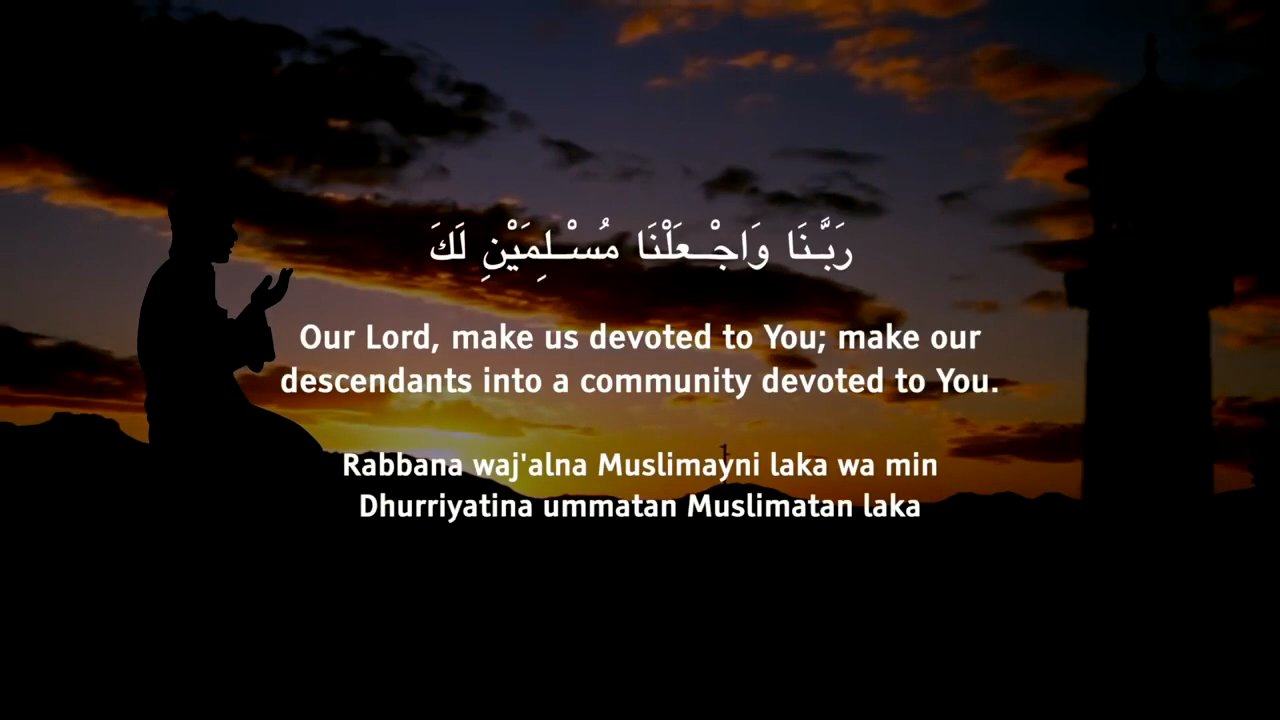 رَبَّنَا وَاجْعَلْنَا مُسْلِمَيْنِ لَكَ
Our Lord, make us devoted to You; make our
descendants into a community devoted to You.
Rabbana waj'alna Muslimayni laka wa min
Dhurriyatina ummatan Muslimatan laka